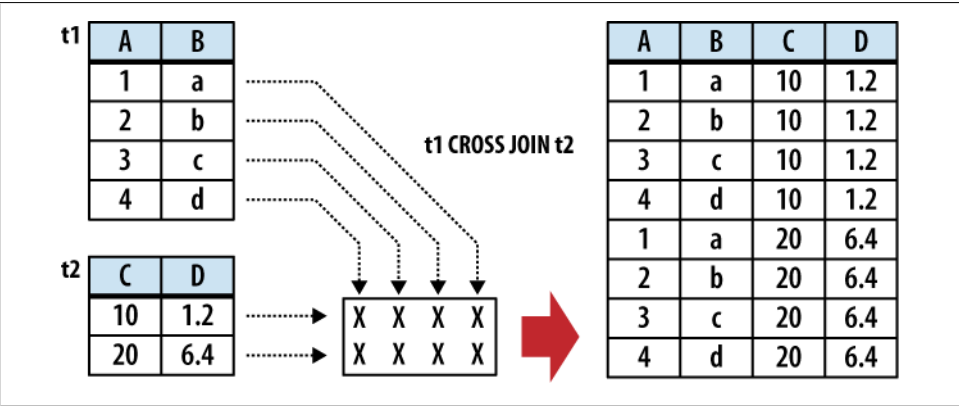 t1
A B
1 a
2 b
3 c
4 d
t2
C D
10 1.2
20 6.4
t1 CROSS JOIN t2
X X X X
X X X X
A B C D
1 a 10 1.2
2 b 10 1.2
3 c 10 1.2
4 d 10 1.2
1 a 20 6.4
2 b 20 6.4
3 c 20 6.4
4 d 20 6.4